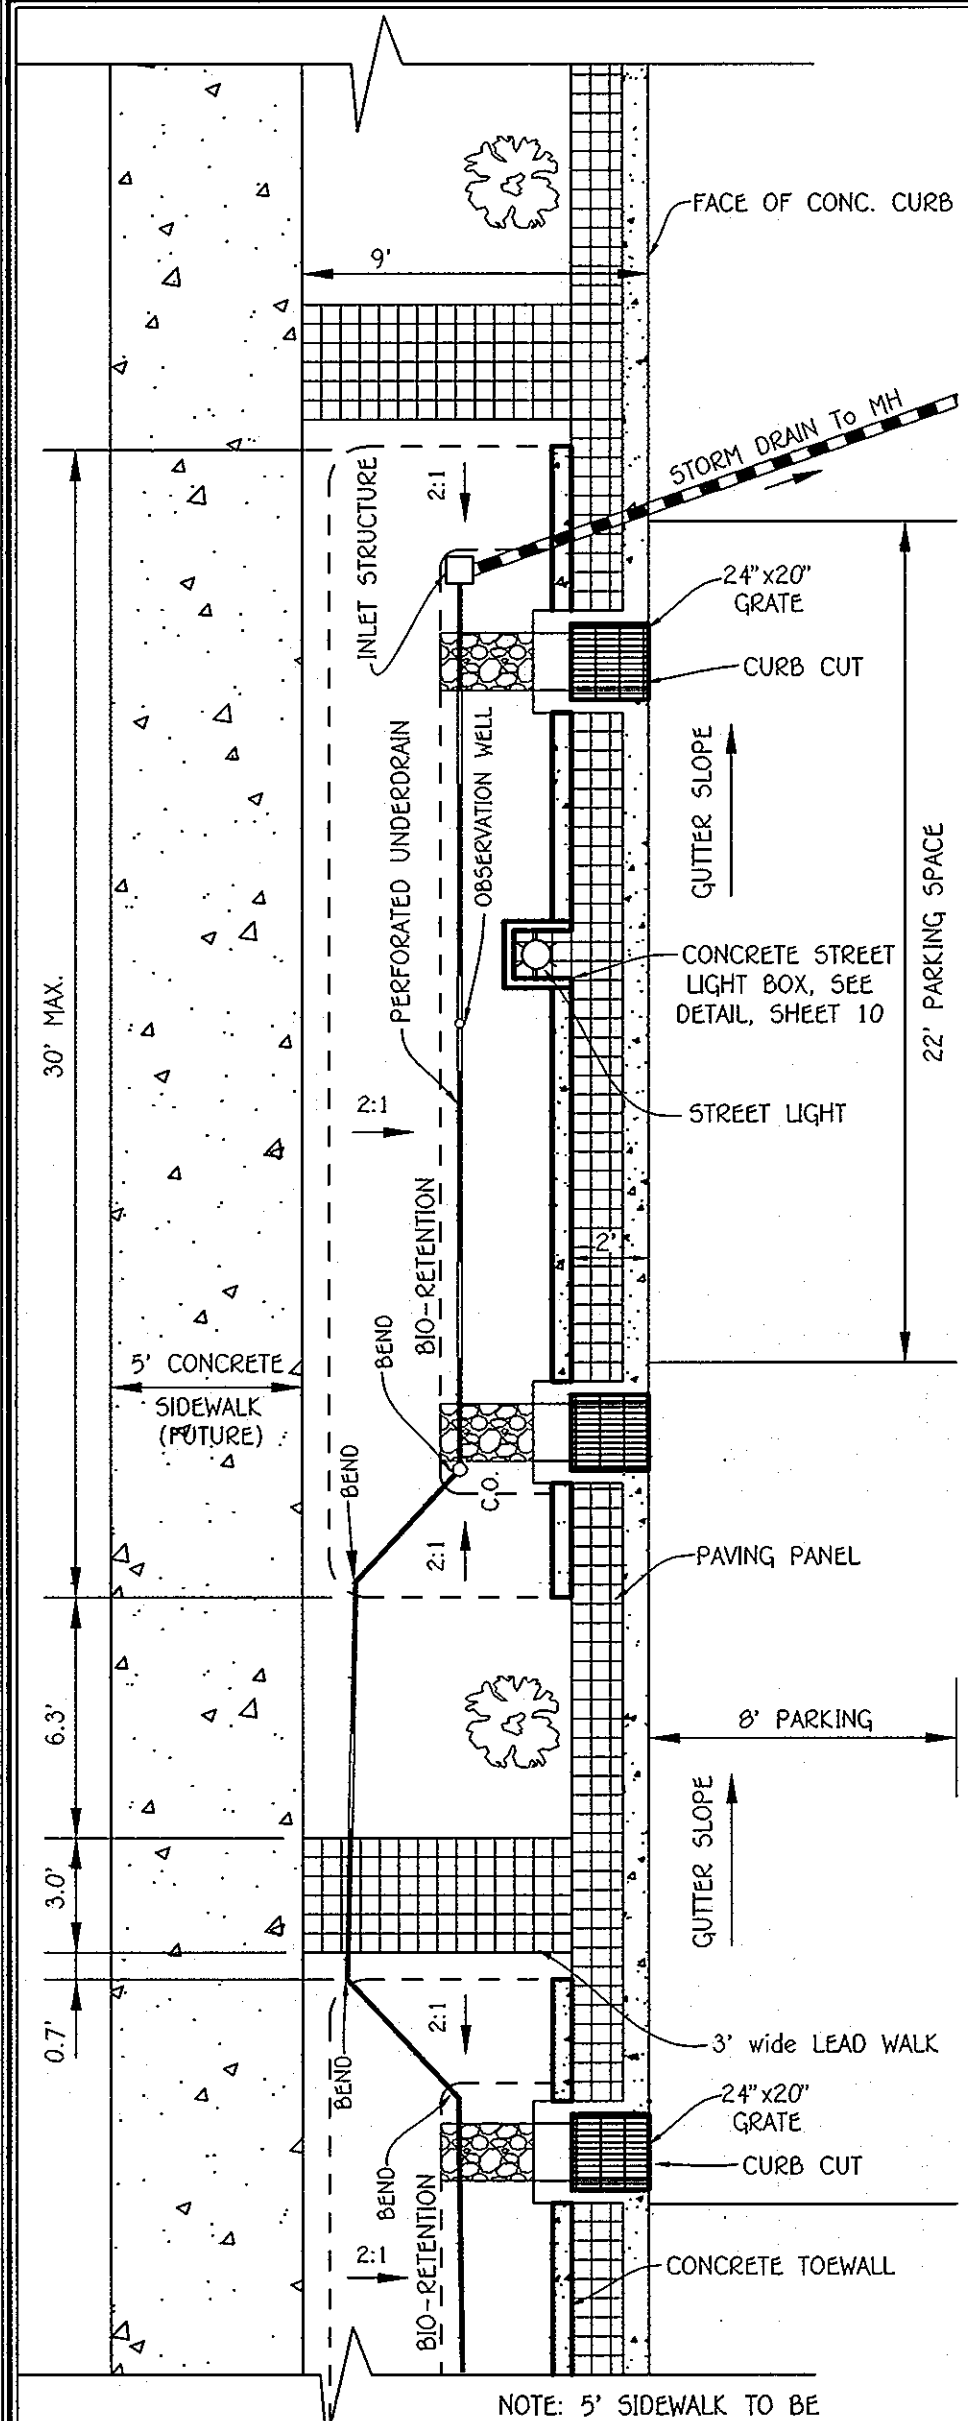 FACE OF CONC. CURB
9'
STORM DRAIN To MH
INLET STRUCTURE
2:1
24"x20"
GRATE
CURB CUT
PERFORATED UNDERDRAIN
OBSERVATION WELL
GUTTER SLOPE
22' PARKING SPACE
CONCRETE STREET
LIGHT BOX, SEE
DETAIL, SHEET 10
30' MAX.
STREET LIGHT
2:1
BIO-RETENTION
2'
BEND
5' CONCRETE
SIDEWALK
(FUTURE)
BEND
C.O.
2:1
PAVING PANEL
6.3'
8' PARKING
GUTTER SLOPE
3.0'
0.7'
2:1
3' wide LEAD WALK
BEND
24"x20"
GRATE
BEND
CURB CUT
BIO-RETENTION
2:1
CONCRETE TOEWALL
NOTE: 5' SIDEWALK TO BE